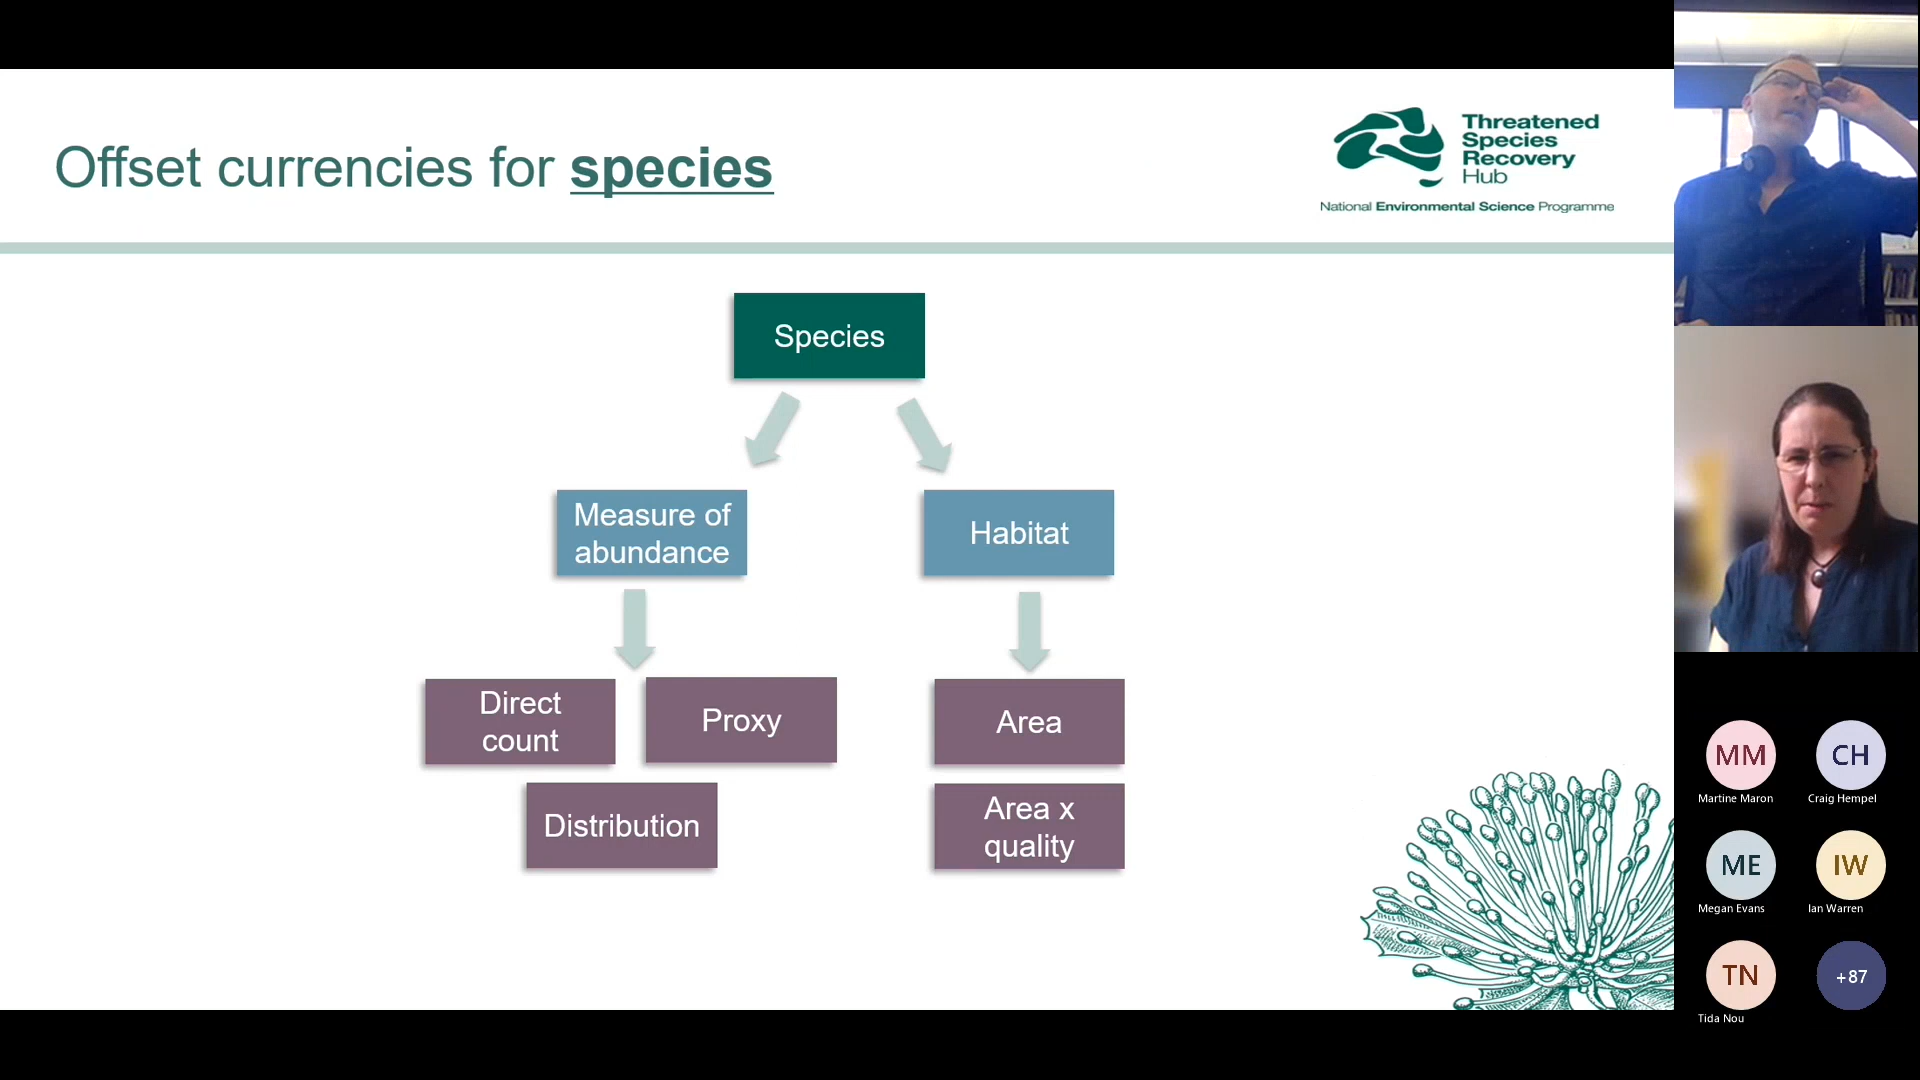 Offset currencies for species
Threatened
Species
Recovery
Hub
National Environmental Science Programme
Species
Measure of
abundance
Habitat
Direct
count
Proxy
Area
Distribution
Area x
quality
MM
CH
Martine Maron
Craig Hempel
ME
IW
Megan Evans
Ian Warren
TN
+87
Tida Nou